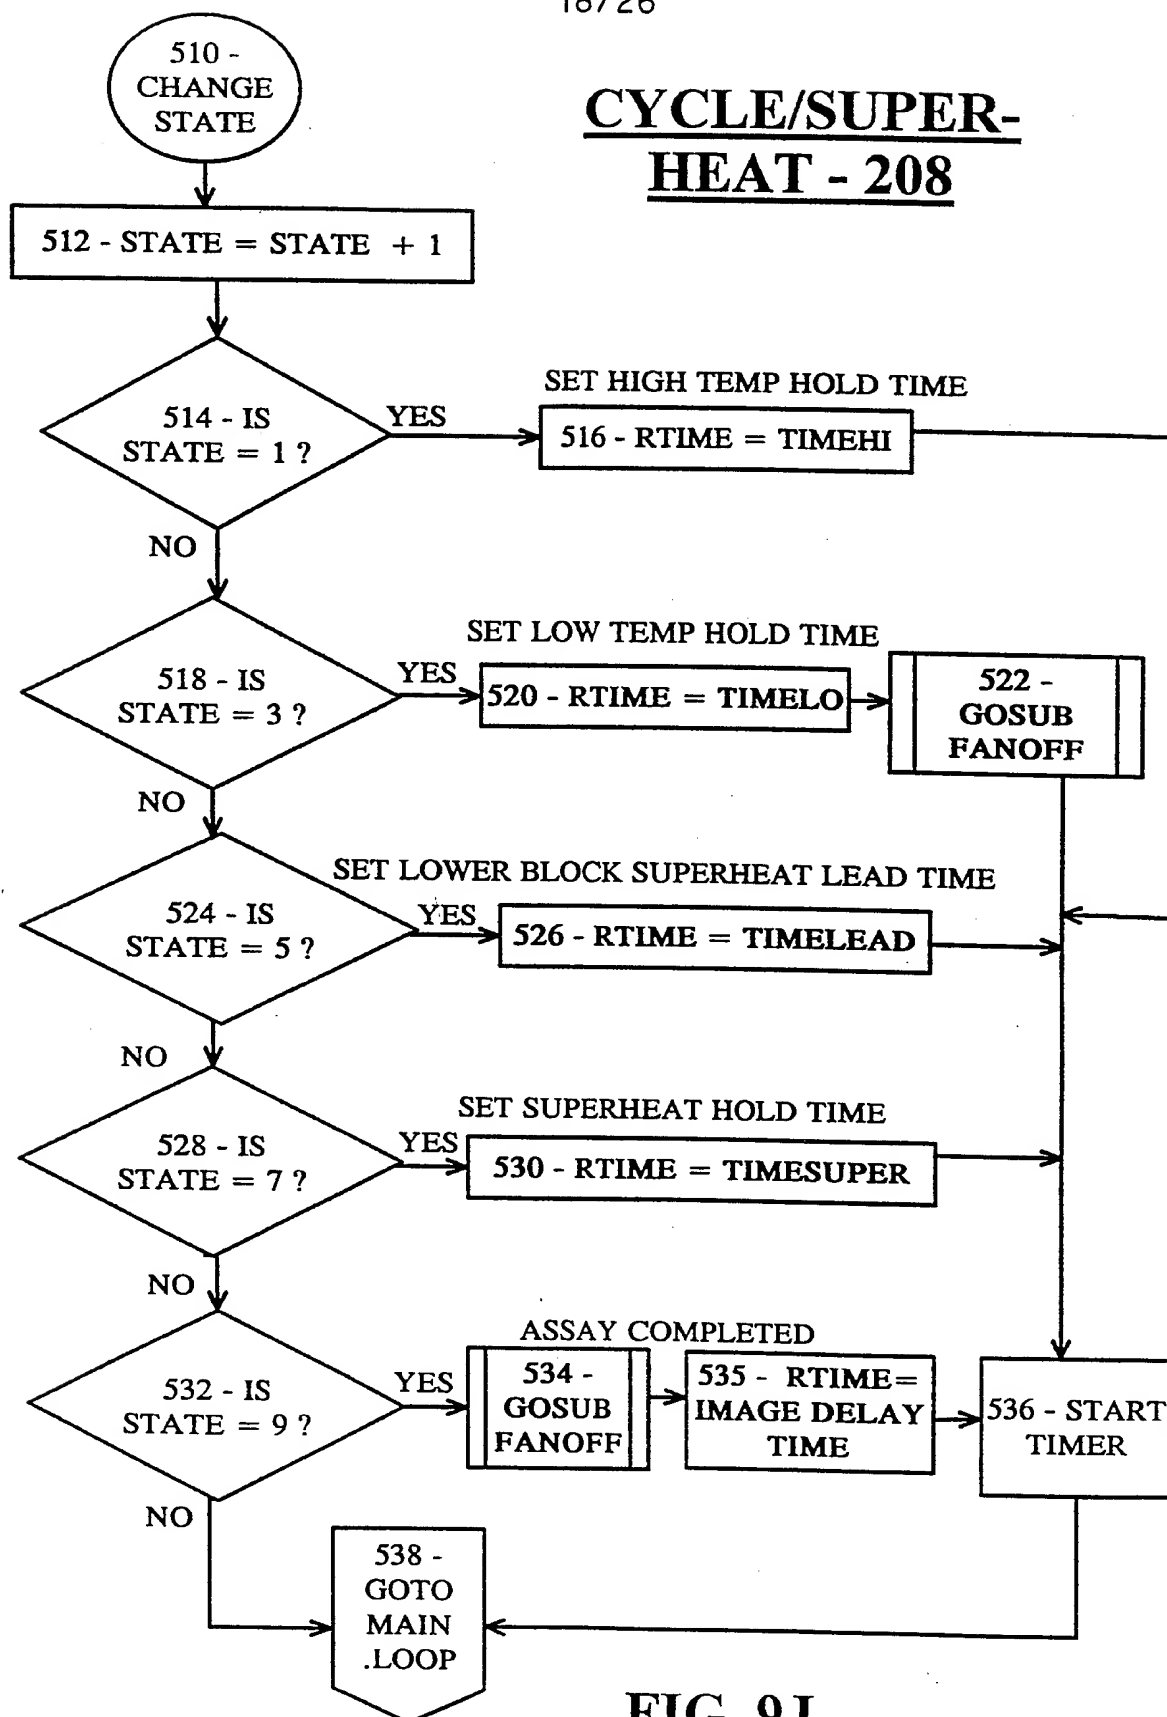 18/26
510 -
CHANGE
STATE
CYCLE/SUPER-
HEAT - 208
512 - STATE = STATE + 1
514 - IS
STATE = 1 ?
YES
SET HIGH TEMP HOLD TIME
516 - RTIME = TIMEHI
NO
518 - IS
STATE = 3 ?
YES
SET LOW TEMP HOLD TIME
520 - RTIME = TIMELO
522 -
GOSUB
FANOFF
NO
524 - IS
STATE = 5 ?
YES
SET LOWER BLOCK SUPERHEAT LEAD TIME
526 - RTIME = TIMELEAD
NO
528 - IS
STATE = 7 ?
YES
SET SUPERHEAT HOLD TIME
530 - RTIME = TIMESUPER
NO
532 - IS
STATE = 9 ?
YES
ASSAY COMPLETED
534 -
GOSUB
FANOFF
535 - RTIME=
IMAGE DELAY
TIME
536 - START
TIMER
NO
538 -
GOTO
MAIN
.LOOP